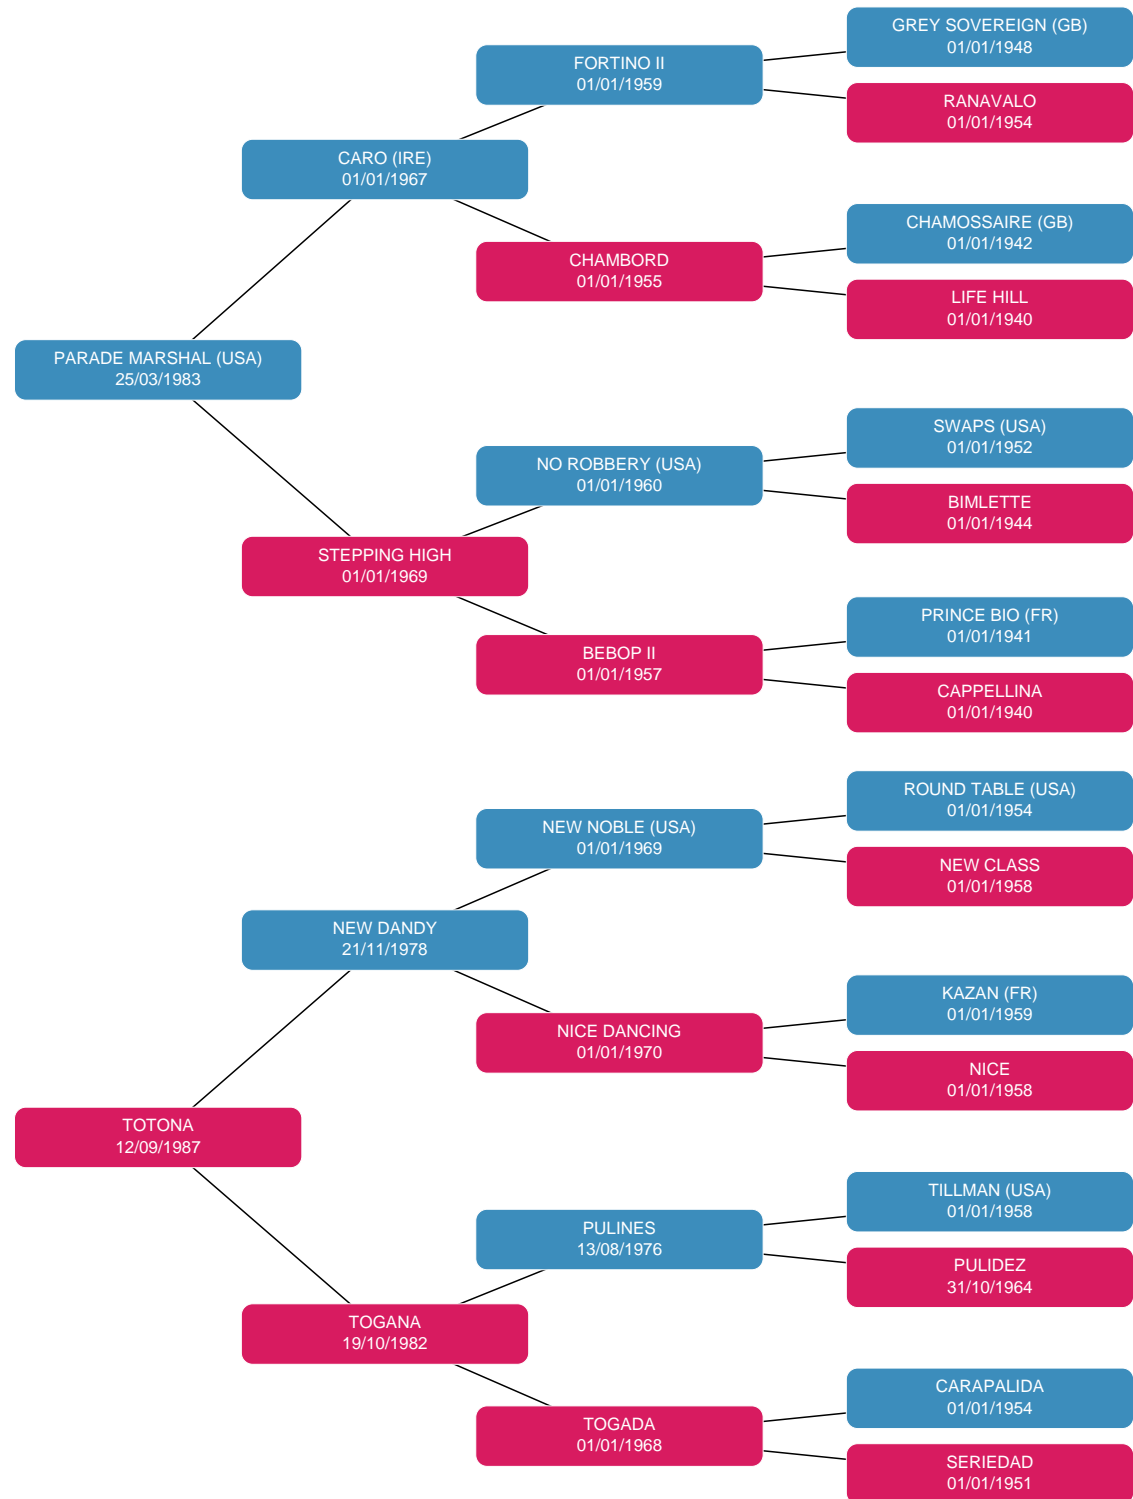 GREY SOVEREIGN (GB)
01/01/1948
FORTINO II
01/01/1959
RANAVALO
01/01/1954
CARO (IRE)
01/01/1967
CHAMOSSAIRE (GB)
01/01/1942
CHAMBORD
01/01/1955
LIFE HILL
01/01/1940
PARADE MARSHAL (USA)
25/03/1983
SWAPS (USA)
01/01/1952
NO ROBBERY (USA)
01/01/1960
BIMLETTE
01/01/1944
STEPPING HIGH
01/01/1969
PRINCE BIO (FR)
01/01/1941
BEBOP II
01/01/1957
CAPPELLINA
01/01/1940
ROUND TABLE (USA)
01/01/1954
NEW NOBLE (USA)
01/01/1969
NEW CLASS
01/01/1958
NEW DANDY
21/11/1978
KAZAN (FR)
01/01/1959
NICE DANCING
01/01/1970
NICE
01/01/1958
TOTONA
12/09/1987
TILLMAN (USA)
01/01/1958
PULINES
13/08/1976
PULIDEZ
31/10/1964
TOGANA
19/10/1982
CARAPALIDA
01/01/1954
TOGADA
01/01/1968
SERIEDAD
01/01/1951